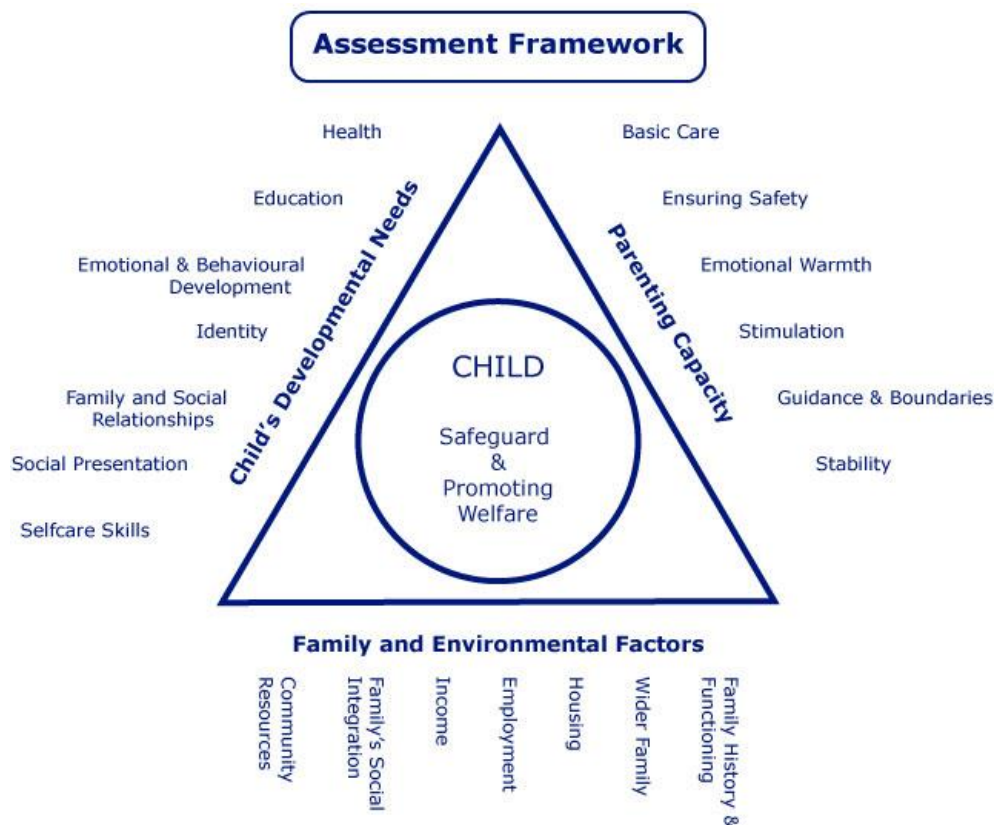 Assessment Framework
Health
Education
Emotional & Behavioural
Development
Identity
Family and Social
Relationships
Social Presentation
Selfcare Skills
Child's Developmental Needs
CHILD
Safeguard
&
Promoting
Welfare
Parenting Capacity
Basic Care
Ensuring Safety
Emotional Warmth
Stimulation
Guidance & Boundaries
Stability
Family and Environmental Factors
Community
Resources
Family's Social
Integration
Income
Employment
Housing
Wider Family
Family History &
Functioning